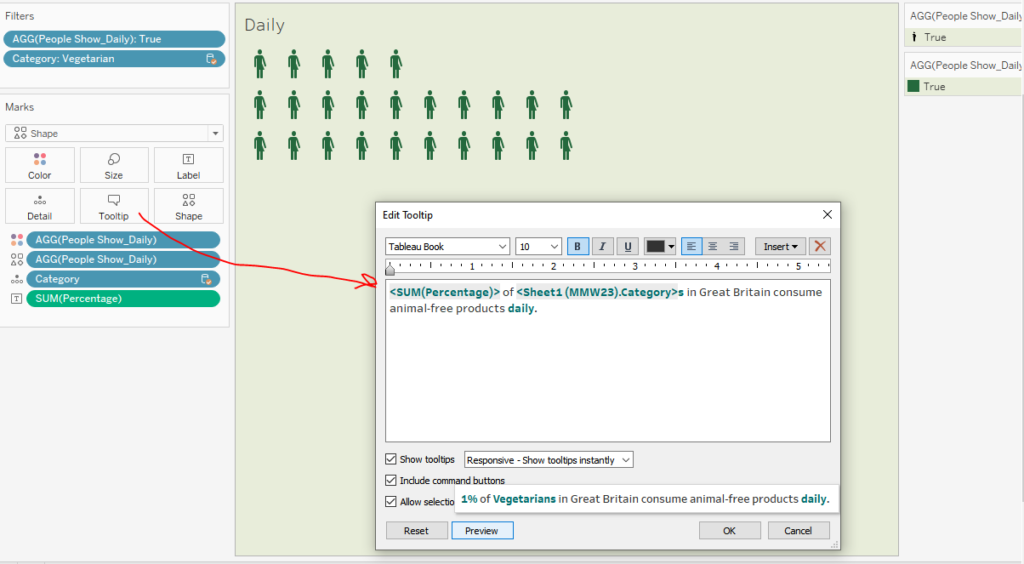 Filters
AGG(People Show_Daily): True
Category: Vegetarian
Marks
Shape
Color
Size
Label
Detail
Tooltip
Shape
AGG(People Show_Daily)
AGG(People Show_Daily)
Category
SUM(Percentage)
Daily
AGG(People Show_Daily
True
AGG(People Show_Daily
True
Edit Tooltip
Tableau Book
10
B
I
U
Insert
1
2
3
4
5
<SUM(Percentage)> of <Sheet1 (MMW23).Category>s in Great Britain consume
animal-free products daily.
Show tooltips
Responsive - Show tooltips instantly
Include command buttons
Allow selectio
1% of Vegetarians in Great Britain consume animal-free products daily.
Reset
Preview
OK
Cancel